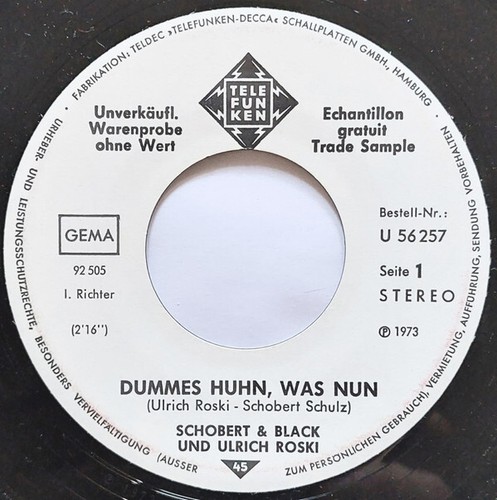 · FABRIKATION: TELDEC »TELEFUNKEN-DECCA« SCHALLPLATTEN GMBH., HAMBURG ·
URHEBER- UND LEISTUNGSSCHUTZRECHTE, BESONDERS VERVIELFÄLTIGUNG (AUSSER ZUM PERSÖNLICHEN GEBRAUCH), VERMIETUNG, AUFFÜHRUNG, SENDUNG VORBEHALTEN
TELE
FUN
KEN
Unverkäufl.
Warenprobe
ohne Wert
Echantillon
gratuit
Trade Sample
GEMA
92 505
I. Richter
(2'16'')
Bestell-Nr.:
U 56 257
Seite 1
STEREO
℗ 1973
DUMMES HUHN, WAS NUN
(Ulrich Roski - Schobert Schulz)
SCHOBERT & BLACK
UND ULRICH ROSKI
45